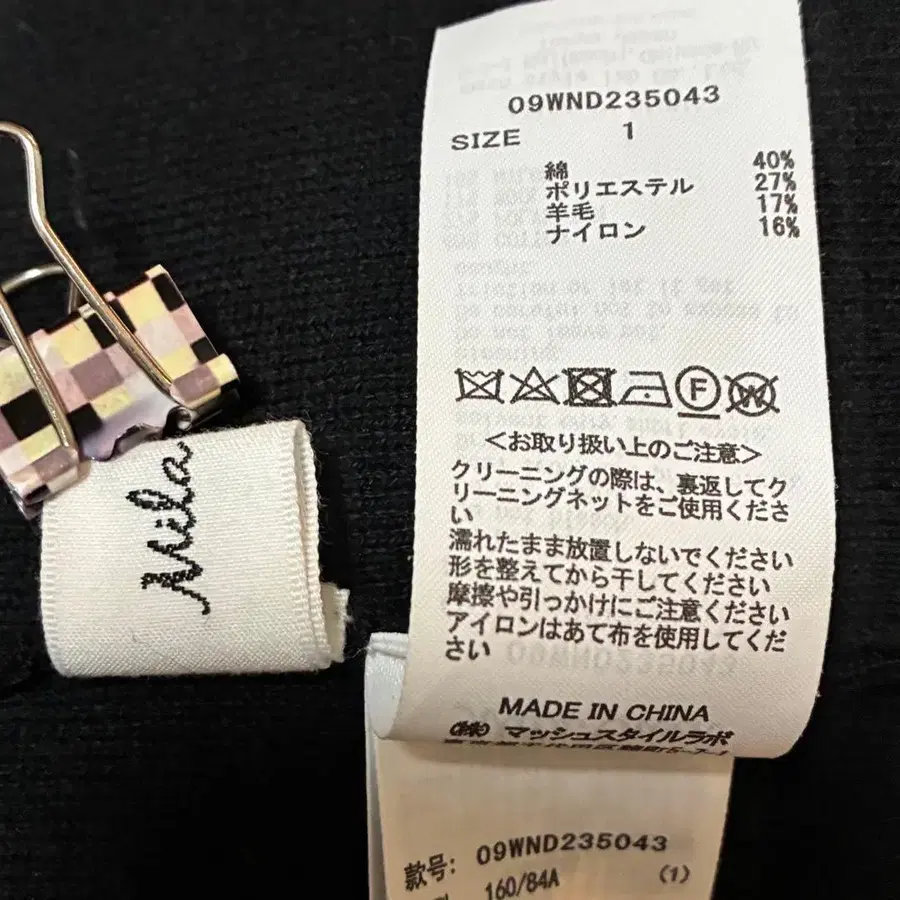 09WND235043
SIZE 1
綿 40%
ポリエステル 27%
羊毛 17%
ナイロン 16%
F W
<お取り扱い上のご注意>
クリーニングの際は、裏返してク
リーニングネットをご使用くださ
い
濡れたまま放置しないでください
形を整えてから干してください
摩擦や引っかけにご注意ください
アイロンはあて布を使用してくだ
さい
MADE IN CHINA
(株) マッシュスタイルラボ
Mila
款号: 09WND235043
160/84A (1)